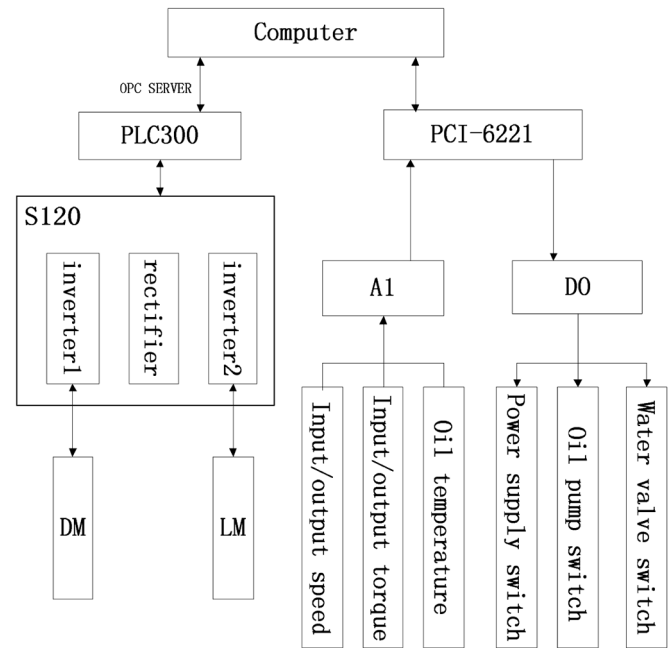 Computer
OPC SERVER
PLC300
PCI-6221
S120
inverter1
rectifier
inverter2
A1
DO
DM
LM
Input/output speed
Input/output torque
Oil temperature
Power supply switch
Oil pump switch
Water valve switch